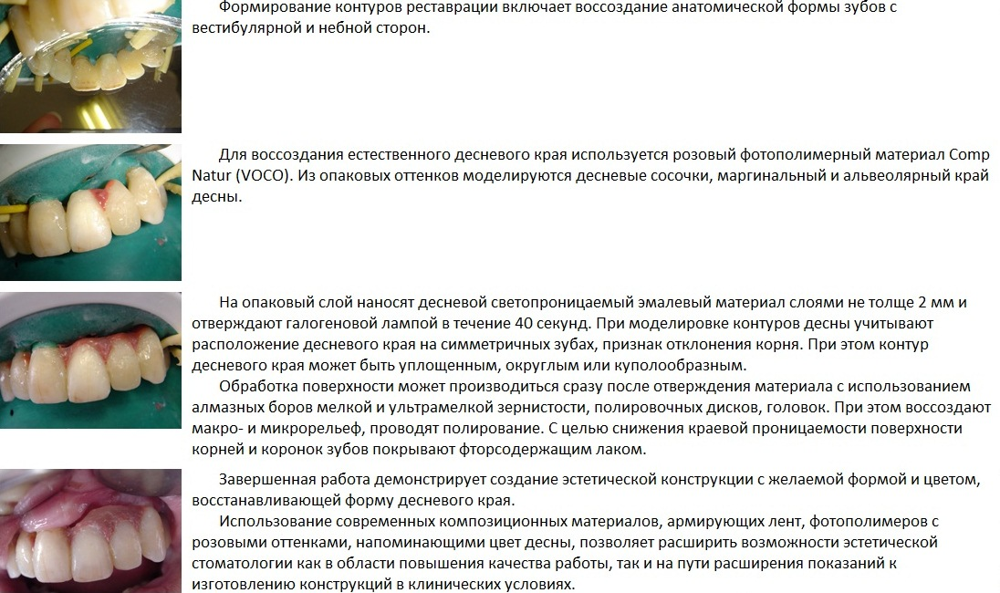 Формирование контуров реставрации включает воссоздание анатомической формы зубов с
вестибулярной и небной сторон.
Для воссоздания естественного десневого края используется розовый фотополимерный материал Comp
Natur (VOCO). Из опаковых оттенков моделируются десневые сосочки, маргинальный и альвеолярный край
десны.
На опаковый слой наносят десневой светопроницаемый эмалевый материал слоями не толще 2 мм и
отверждают галогеновой лампой в течение 40 секунд. При моделировке контуров десны учитывают
расположение десневого края на симметричных зубах, признак отклонения корня. При этом контур
десневого края может быть уплощенным, округлым или куполообразным.
Обработка поверхности может производиться сразу после отверждения материала с использованием
алмазных боров мелкой и ультрамелкой зернистости, полировочных дисков, головок. При этом воссоздают
макро- и микрорельеф, проводят полирование. С целью снижения краевой проницаемости поверхности
корней и коронок зубов покрывают фторсодержащим лаком.
Завершенная работа демонстрирует создание эстетической конструкции с желаемой формой и цветом,
восстанавливающей форму десневого края.
Использование современных композиционных материалов, армирующих лент, фотополимеров с
розовыми оттенками, напоминающими цвет десны, позволяет расширить возможности эстетической
стоматологии как в области повышения качества работы, так и на пути расширения показаний к
изготовлению конструкций в клинических условиях.